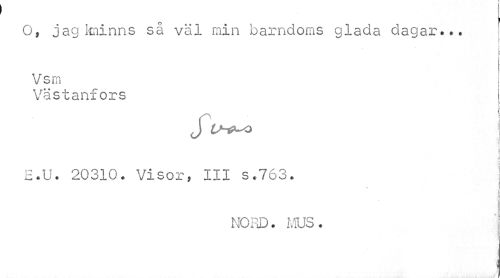 O, jag minns så väl min barndoms glada dagar...
Vsm
Västanfors
Svas
E.U. 20310. Visor, III s.763.
NORD. MUS.